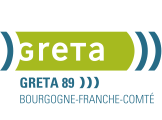 GRETA
GRETA 89 )))
BOURGOGNE-FRANCHE-COMTÉ